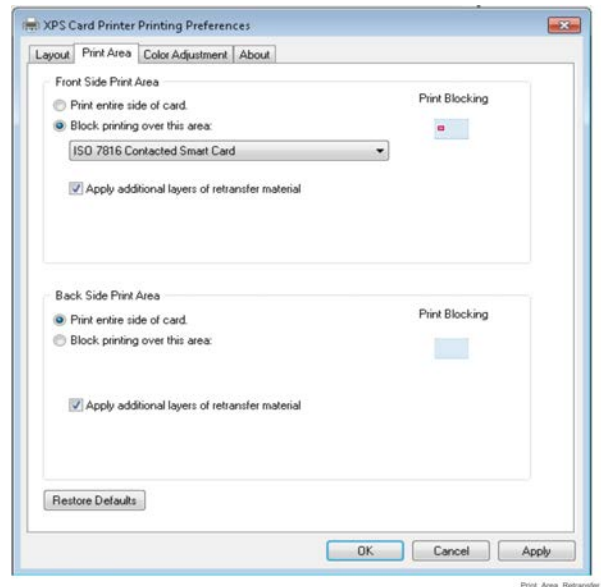 XPS Card Printer Printing Preferences
Layout Print Area Color Adjustment About
Front Side Print Area
Print entire side of card.
Print Blocking
Block printing over this area:
ISO 7816 Contacted Smart Card
Apply additional layers of retransfer material
Back Side Print Area
Print entire side of card.
Print Blocking
Block printing over this area:
Apply additional layers of retransfer material
Restore Defaults
OK Cancel Apply
Print_Area_Retransfer